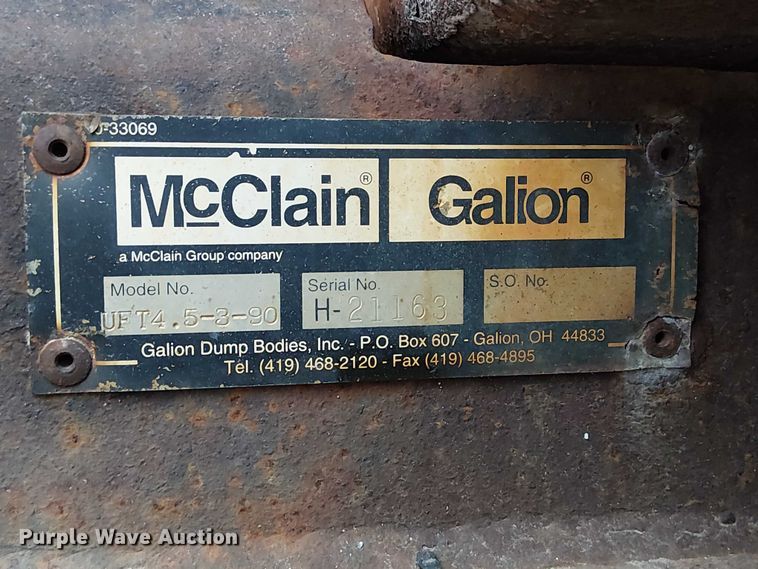 -33069
McClain® Galion®
a McClain Group company
Model No. Serial No. S.O. No.
UFT4.5-3-90 H-21163
Galion Dump Bodies, Inc. - P.O. Box 607 - Galion, OH 44833
Tel. (419) 468-2120 - Fax (419) 468-4895
Purple Wave Auction